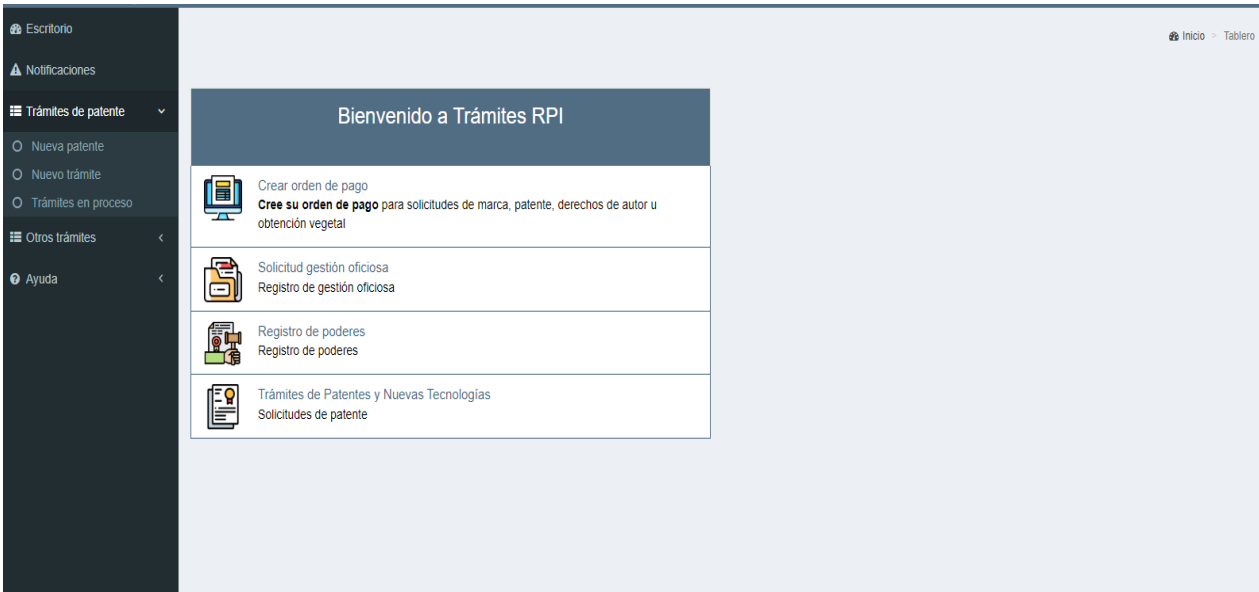 Escritorio
Notificaciones
Trámites de patente
Nueva patente
Nuevo trámite
Trámites en proceso
Otros trámites
Ayuda
Inicio > Tablero
Bienvenido a Trámites RPI
Crear orden de pago
Cree su orden de pago para solicitudes de marca, patente, derechos de autor u
obtención vegetal
Solicitud gestión oficiosa
Registro de gestión oficiosa
Registro de poderes
Registro de poderes
Trámites de Patentes y Nuevas Tecnologías
Solicitudes de patente